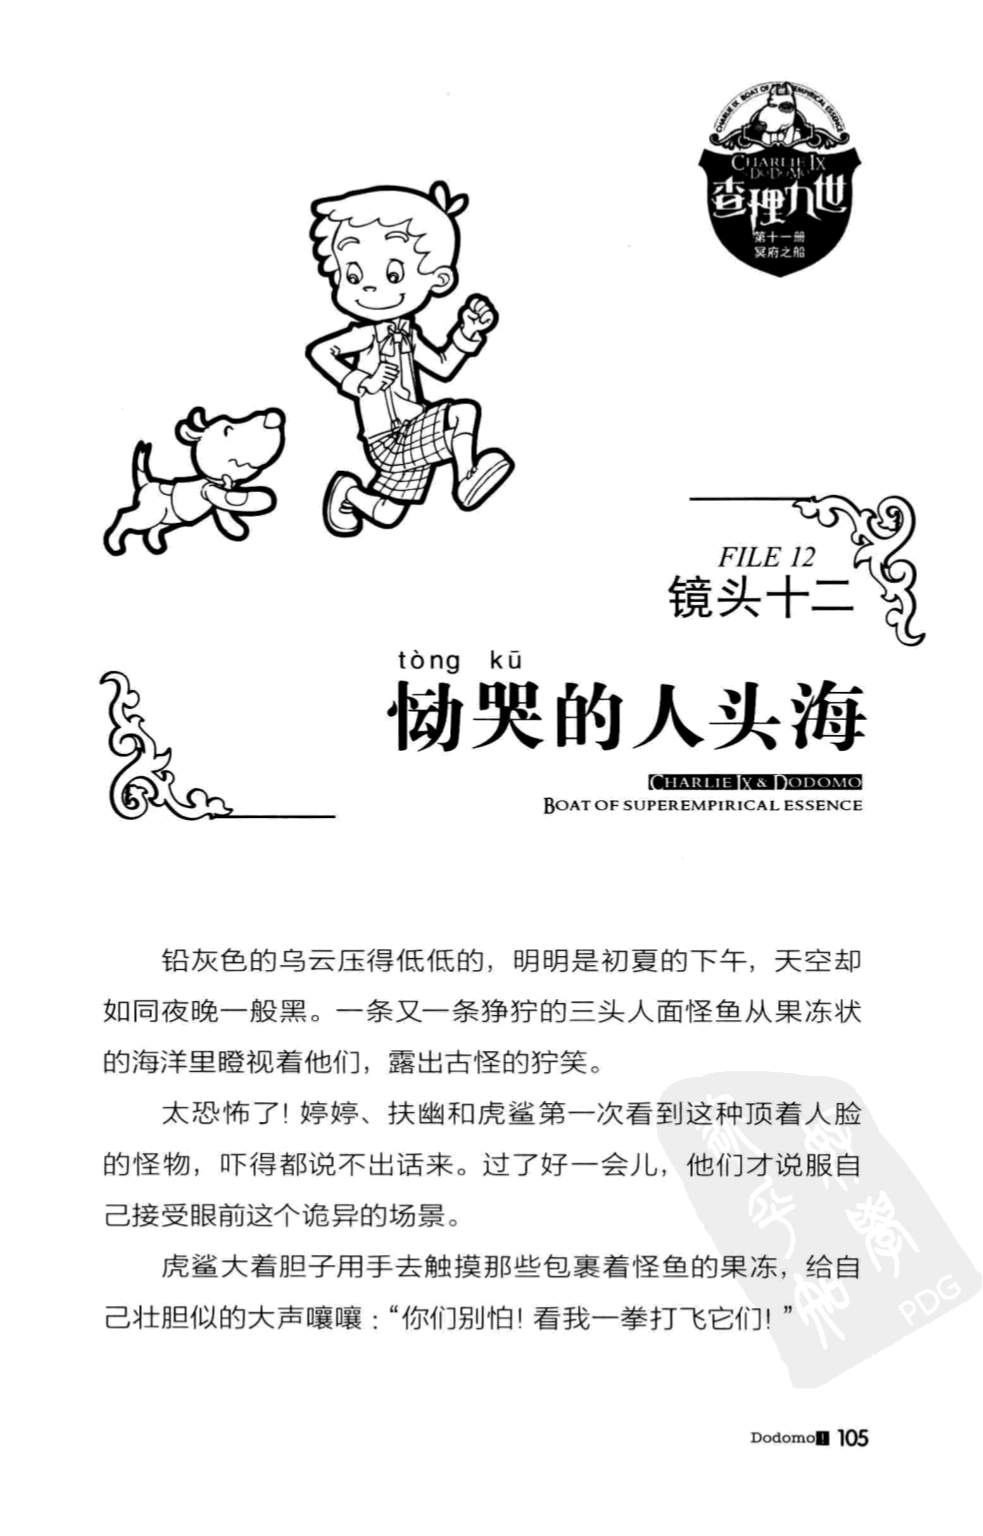 CHARLIE IX BOAT OF SUPEREMPIRICAL ESSENCE
CHARLIE IX
DODOMO
查理九世
第十一册
冥府之船
FILE 12
镜头十二
tòng kū
恸哭的人头海
CHARLIE IX & DODOMO
BOAT OF SUPEREMPIRICAL ESSENCE
铅灰色的乌云压得低低的，明明是初夏的下午，天空却
如同夜晚一般黑。一条又一条狰狞的三头人面怪鱼从果冻状
的海洋里瞪视着他们，露出古怪的狞笑。
太恐怖了！婷婷、扶幽和虎鲨第一次看到这种顶着人脸
的怪物，吓得都说不出话来。过了好一会儿，他们才说服自
己接受眼前这个诡异的场景。
虎鲨大着胆子用手去触摸那些包裹着怪鱼的果冻，给自
己壮胆似的大声嚷嚷：“你们别怕！看我一拳打飞它们！”
PDG
Dodomo! 105